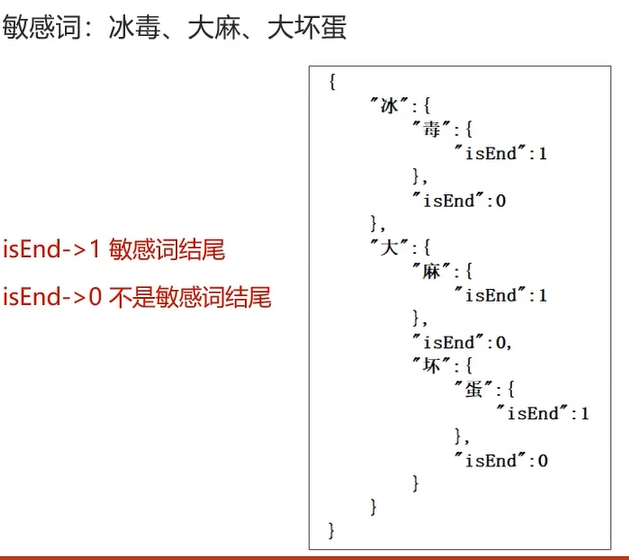 敏感词：冰毒、大麻、大坏蛋
{
"冰":{
"毒":{
"isEnd":1
},
"isEnd":0
},
"大":{
"麻":{
"isEnd":1
},
"isEnd":0,
"坏":{
"蛋":{
"isEnd":1
},
"isEnd":0
}
}
}
isEnd->1 敏感词结尾
isEnd->0 不是敏感词结尾